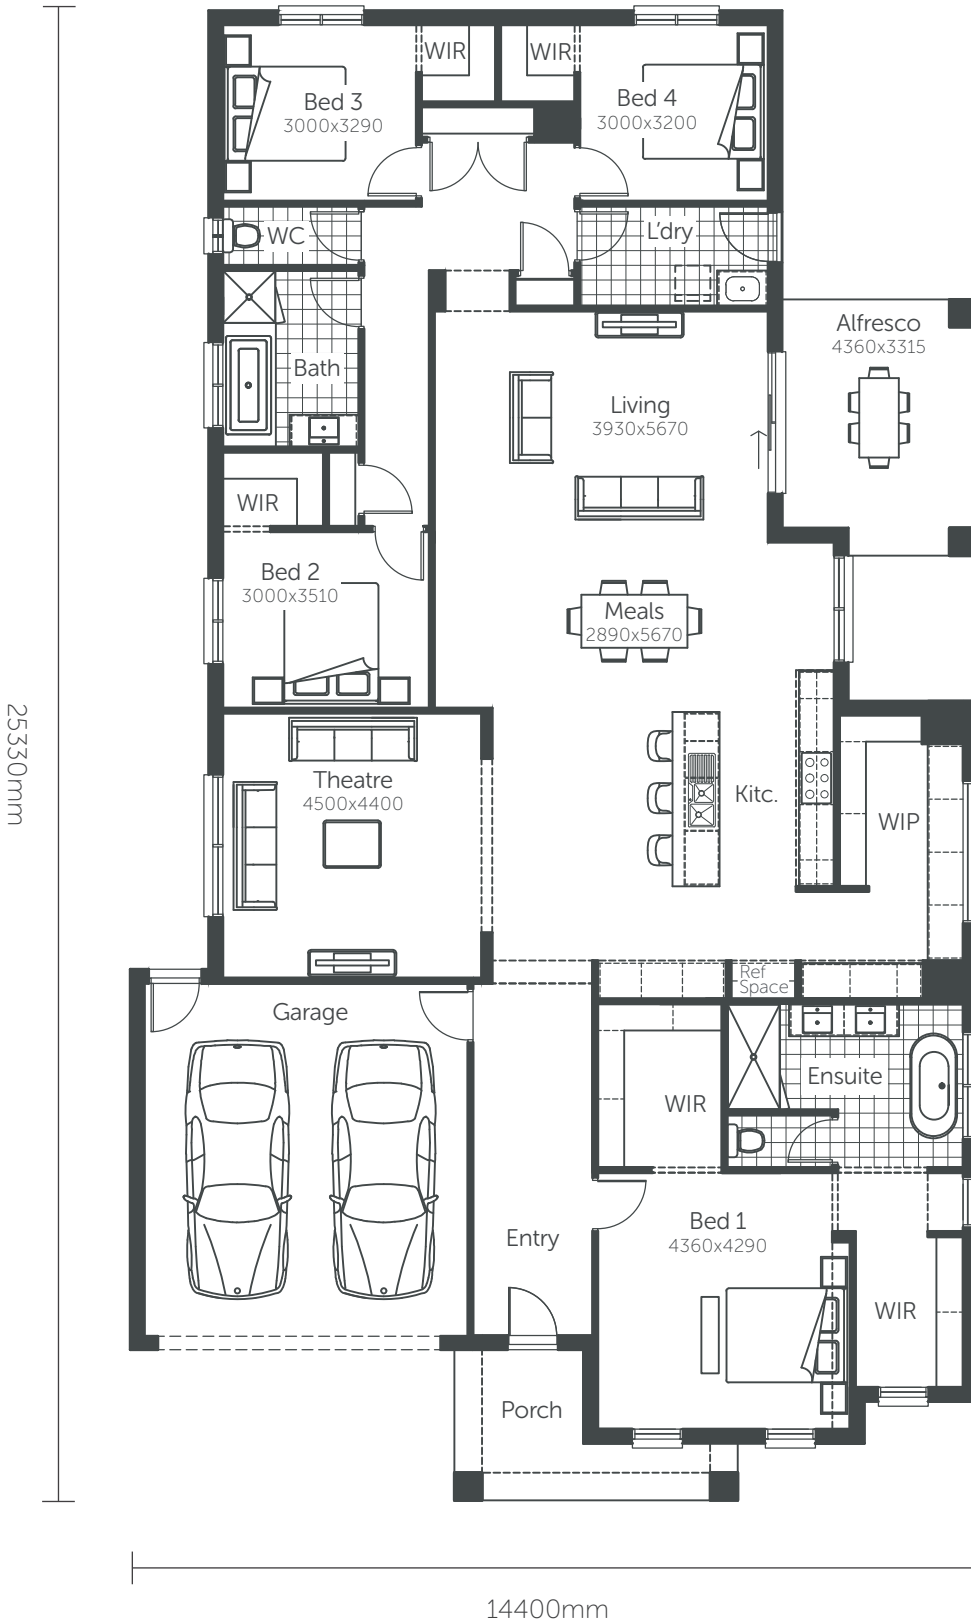 WIR
WIR
Bed 3
3000x3290
Bed 4
3000x3200
WC
L'dry
Bath
Living
3930x5670
Alfresco
4360x3315
WIR
Bed 2
3000x3510
Meals
2890x5670
25330mm
Theatre
4500x4400
Kitc.
WIP
Ref
Space
Garage
Ensuite
WIR
Entry
Bed 1
4360x4290
WIR
Porch
14400mm